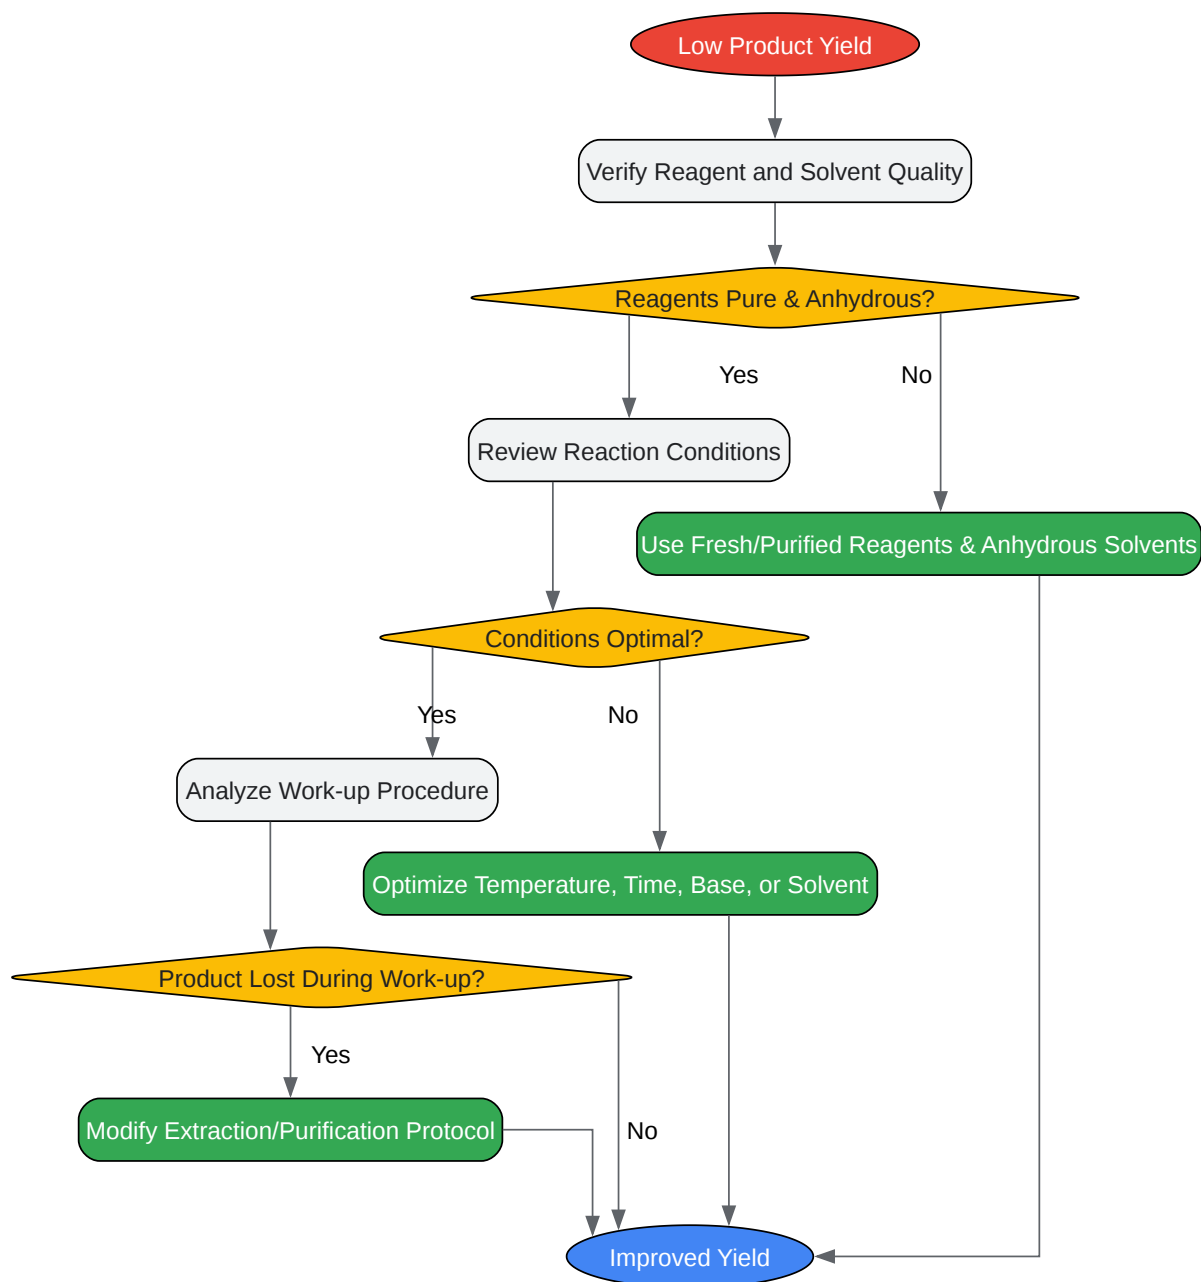 Low Product Yield
Verify Reagent and Solvent Quality
Reagents Pure & Anhydrous?
Yes
No
Review Reaction Conditions
Use Fresh/Purified Reagents & Anhydrous Solvents
Conditions Optimal?
Yes
No
Analyze Work-up Procedure
Optimize Temperature, Time, Base, or Solvent
Product Lost During Work-up?
Yes
Modify Extraction/Purification Protocol
No
Improved Yield